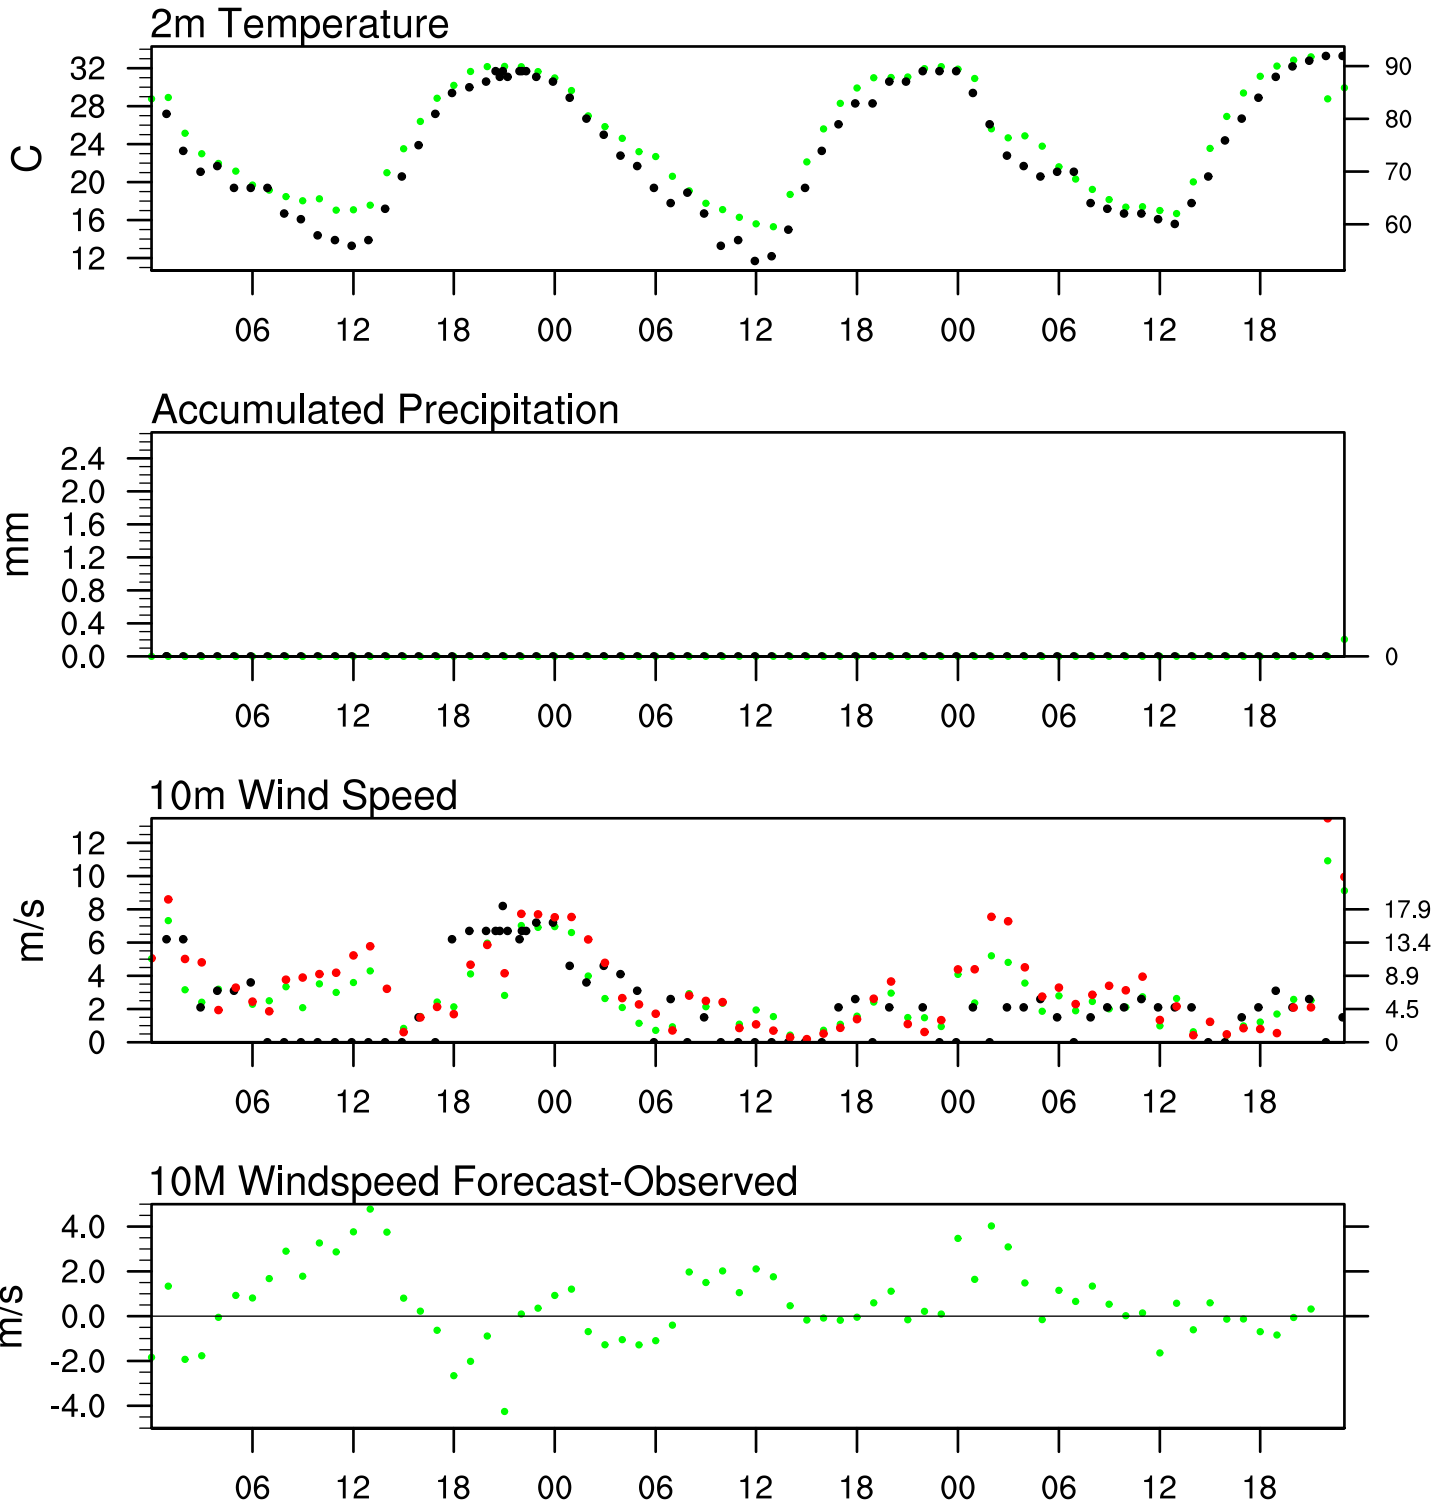 2m Temperature
32 90
28 80
24
C
20 70
16 60
12
06 12 18 00 06 12 18 00 06 12 18
Accumulated Precipitation
2.4
2.0
1.6
mm
1.2
0.8
0.4
0.0 0
06 12 18 00 06 12 18 00 06 12 18
10m Wind Speed
12
10
8 17.9
m/s
6 13.4
4 8.9
2 4.5
0 0
06 12 18 00 06 12 18 00 06 12 18
10M Windspeed Forecast-Observed
4.0
2.0
m/s
0.0
-2.0
-4.0
06 12 18 00 06 12 18 00 06 12 18